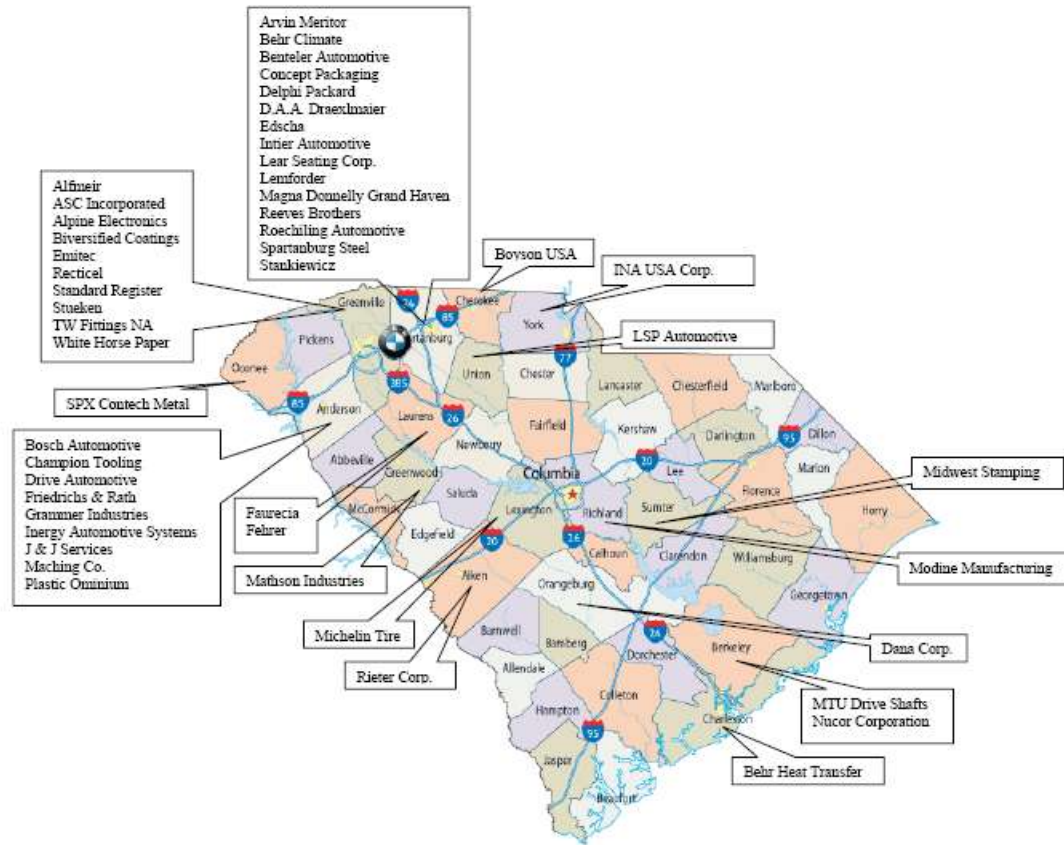 Arvin Meritor
Behr Climate
Benteler Automotive
Concept Packaging
Delphi Packard
D.A.A. Draexlmaier
Edscha
Intier Automotive
Lear Seating Corp.
Lemforder
Magna Donnelly Grand Haven
Reeves Brothers
Roechiling Automotive
Spartanburg Steel
Stankiewicz
Alfmeir
ASC Incorporated
Alpine Electronics
Biversified Coatings
Emitec
Recticel
Standard Register
Stueken
TW Fittings NA
White Horse Paper
Boyson USA
INA USA Corp.
LSP Automotive
SPX Contech Metal
Bosch Automotive
Champion Tooling
Drive Automotive
Friedrichs & Rath
Grammer Industries
Inergy Automotive Systems
J & J Services
Maching Co.
Plastic Ominium
Faurecia
Fehrer
Mathson Industries
Michelin Tire
Rieter Corp.
Midwest Stamping
Modine Manufacturing
Dana Corp.
MTU Drive Shafts
Nucor Corporation
Behr Heat Transfer
Greenville
Cherokee
York
Pickens
rtanburg
BMW
Oconee
Union
Chester
Lancaster
Chesterfield
Marlboro
Anderson
Laurens
Fairfield
Kershaw
Darlington
Dillon
Newberry
Abbeville
Greenwood
Columbia
Lee
Marion
Saluda
Florence
McCormick
Lexington
Richland
Sumter
Horry
Edgefield
Calhoun
Clarendon
Williamsburg
Aiken
Orangeburg
Georgetown
Barnwell
Bamberg
Dorchester
Berkeley
Allendale
Colleton
Hampton
Charleston
Jasper
Beaufort
85
77
385
85
26
95
20
20
26
26
95